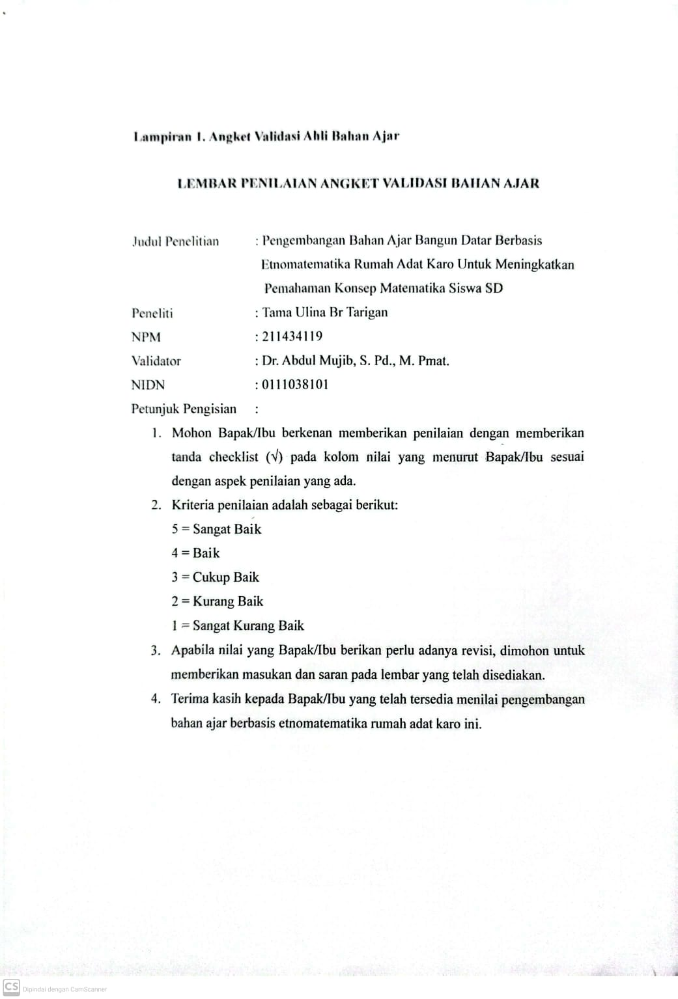 Lampiran 1. Angket Validasi Ahli Bahan Ajar
LEMBAR PENILAIAN ANGKET VALIDASI BAHAN AJAR
Judul Penelitian : Pengembangan Bahan Ajar Bangun Datar Berbasis
Etnomatematika Rumah Adat Karo Untuk Meningkatkan
Pemahaman Konsep Matematika Siswa SD
Peneliti : Tama Ulina Br Tarigan
NPM : 211434119
Validator : Dr. Abdul Mujib, S. Pd., M. Pmat.
NIDN : 0111038101
Petunjuk Pengisian :
1. Mohon Bapak/Ibu berkenan memberikan penilaian dengan memberikan
tanda checklist (√) pada kolom nilai yang menurut Bapak/Ibu sesuai
dengan aspek penilaian yang ada.
2. Kriteria penilaian adalah sebagai berikut:
5 = Sangat Baik
4 = Baik
3 = Cukup Baik
2 = Kurang Baik
1 = Sangat Kurang Baik
3. Apabila nilai yang Bapak/Ibu berikan perlu adanya revisi, dimohon untuk
memberikan masukan dan saran pada lembar yang telah disediakan.
4. Terima kasih kepada Bapak/Ibu yang telah tersedia menilai pengembangan
bahan ajar berbasis etnomatematika rumah adat karo ini.
CS Dipindai dengan CamScanner